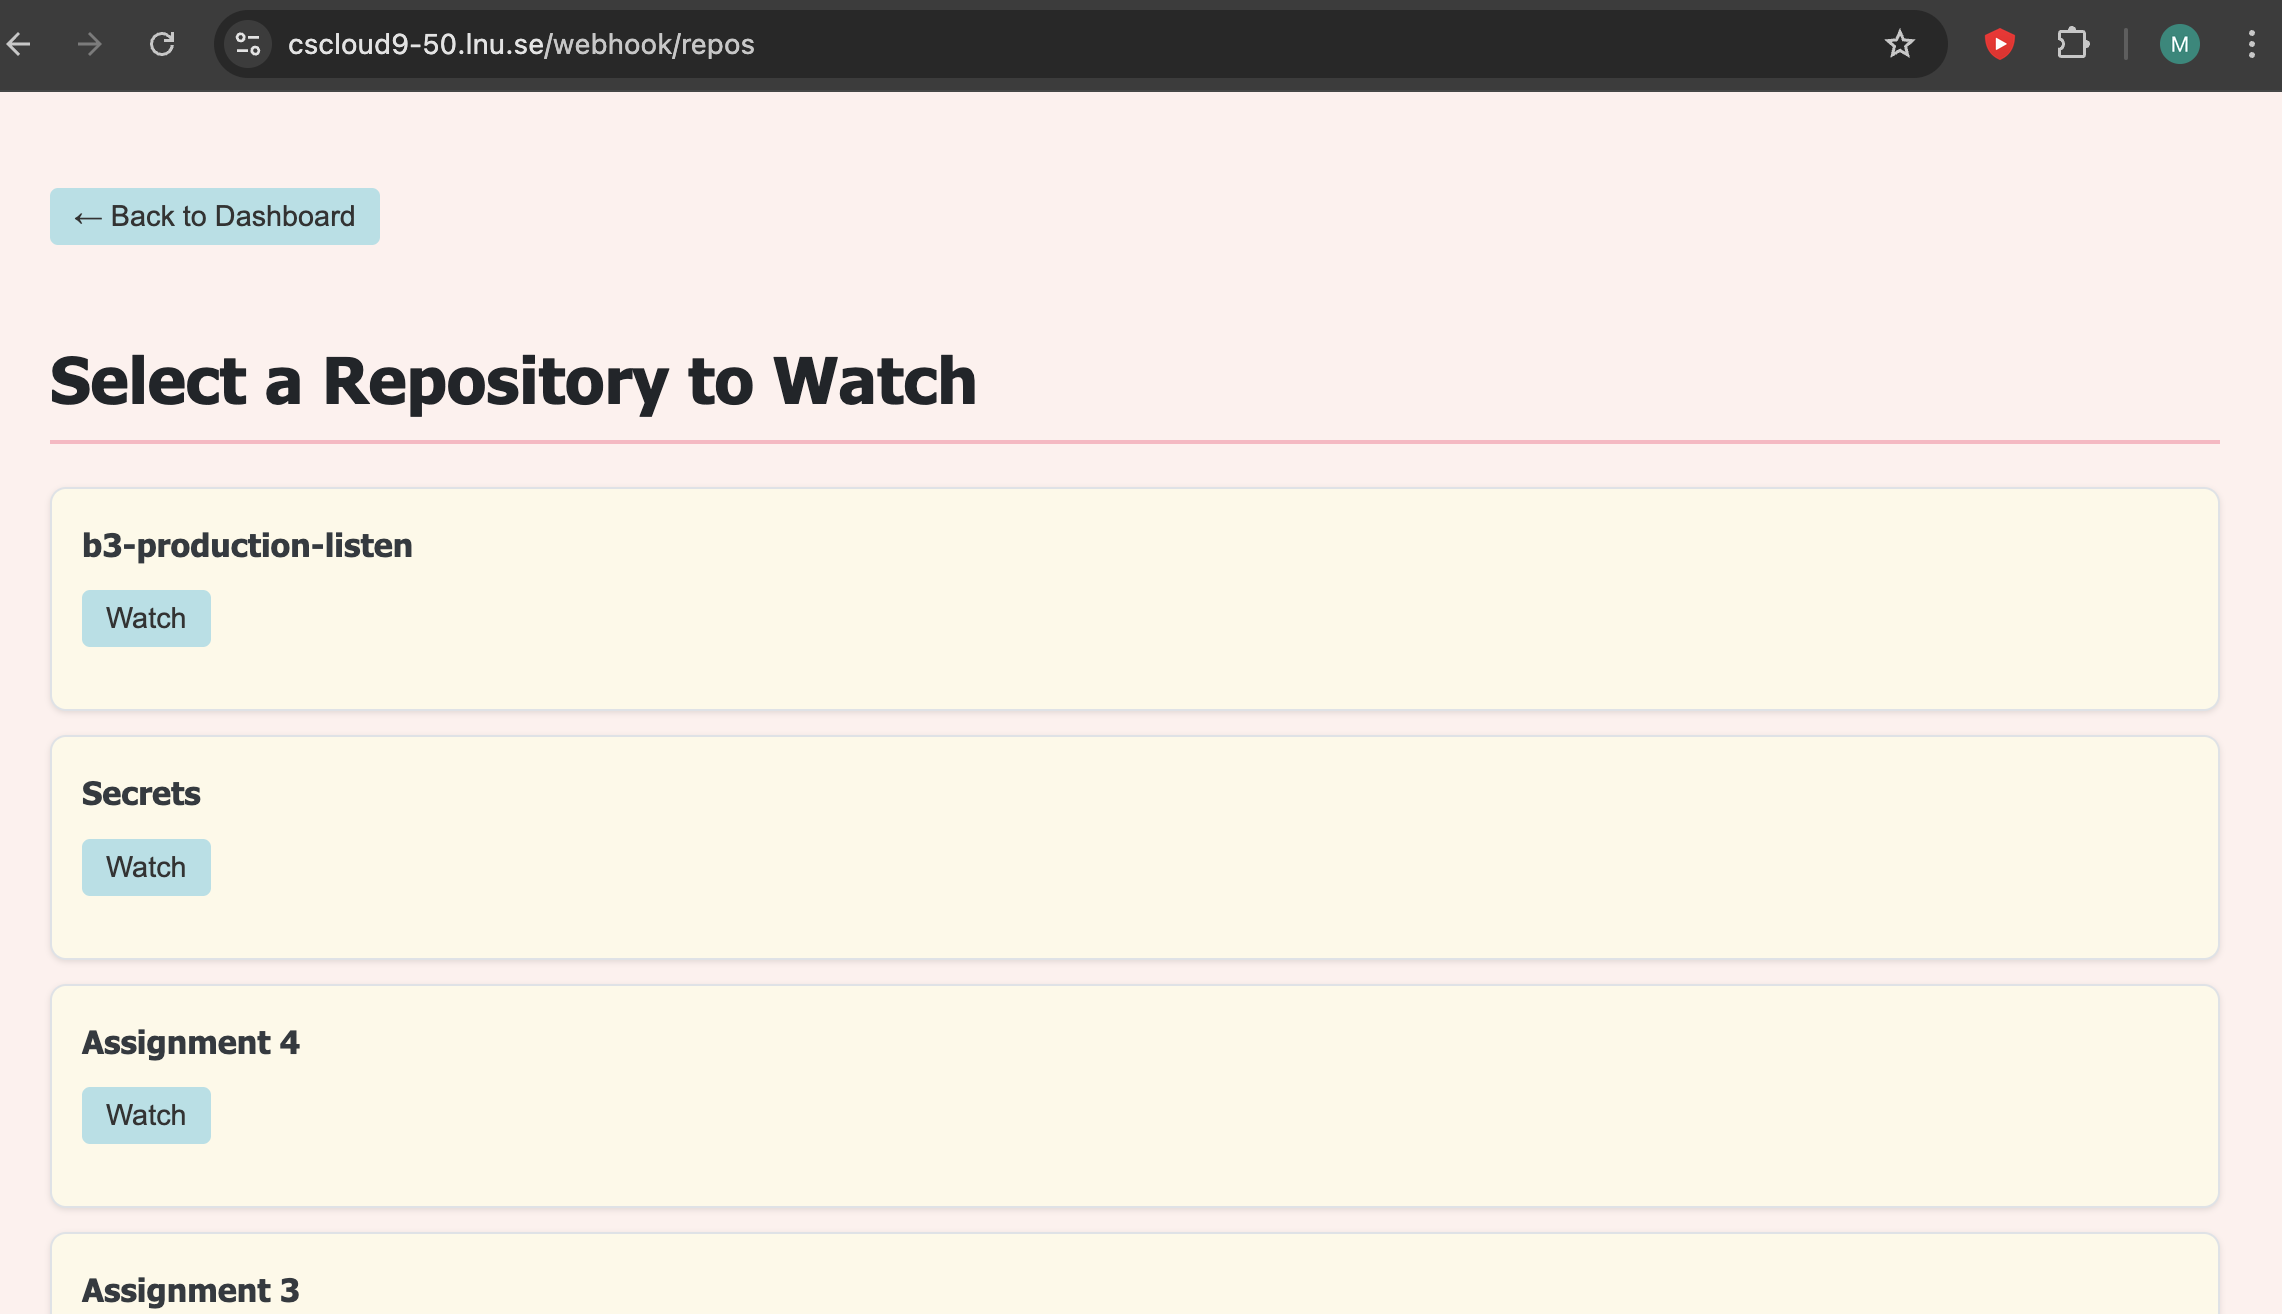 cscloud9-50.lnu.se/webhook/repos
M
← Back to Dashboard
Select a Repository to Watch
b3-production-listen
Watch
Secrets
Watch
Assignment 4
Watch
Assignment 3